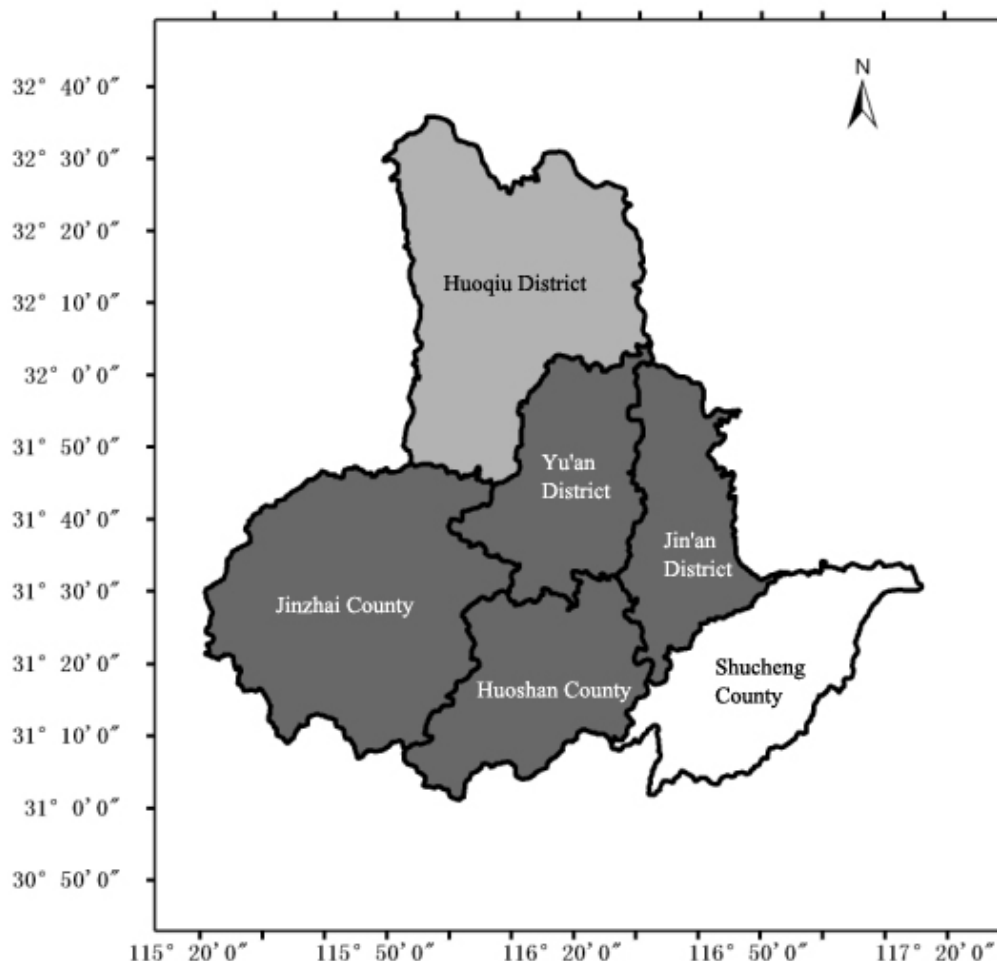 N
32° 40′0″
32° 30′0″
32° 20′0″
32° 10′0″
32° 0′0″
31° 50′0″
31° 40′0″
31° 30′0″
31° 20′0″
31° 10′0″
31° 0′0″
30° 50′0″
Huoqiu District
Yu'an
District
Jin'an
District
Jinzhai County
Huoshan County
Shucheng
County
115° 20′0″
115° 50′0″
116° 20′0″
116° 50′0″
117° 20′0″